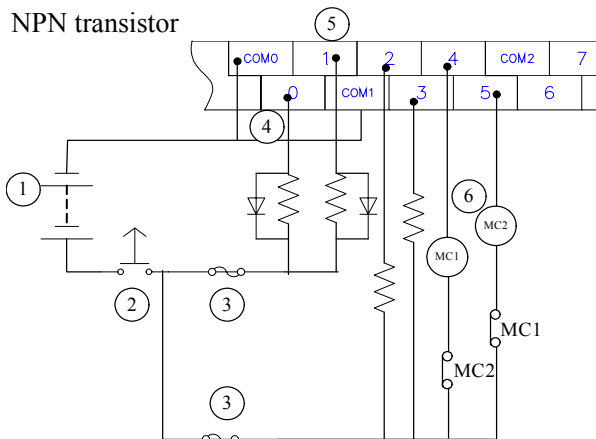 NPN transistor
5
COM0 1 2 4 COM2 7
0 COM1 3 5 6
4
1
6
MC2
MC1
2
3
MC1
MC2
3